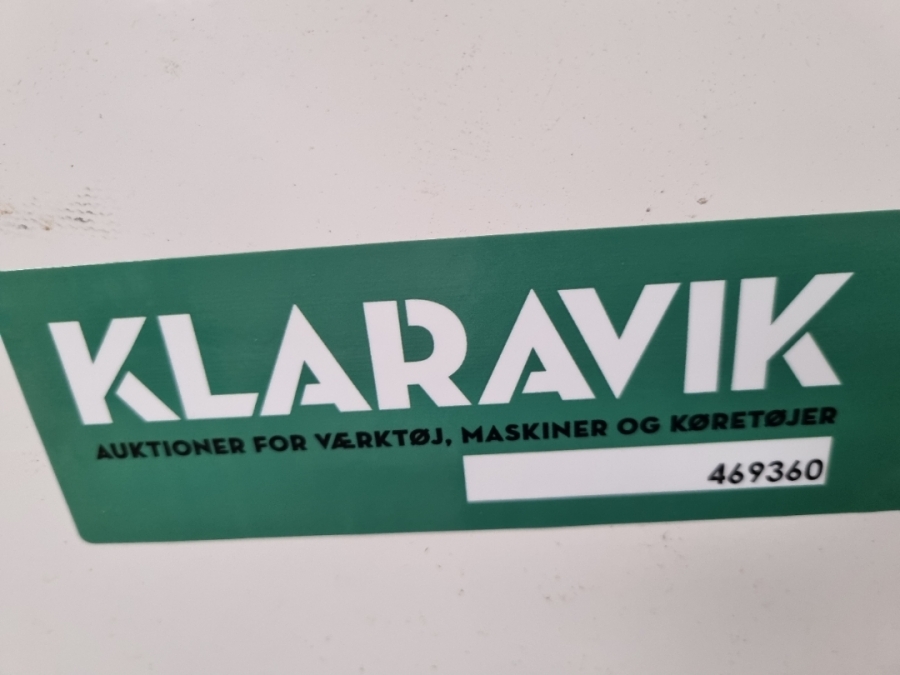 KLARAVIK
AUKTIONER FOR VÆRKTØJ, MASKINER OG KØRETØJER
469360